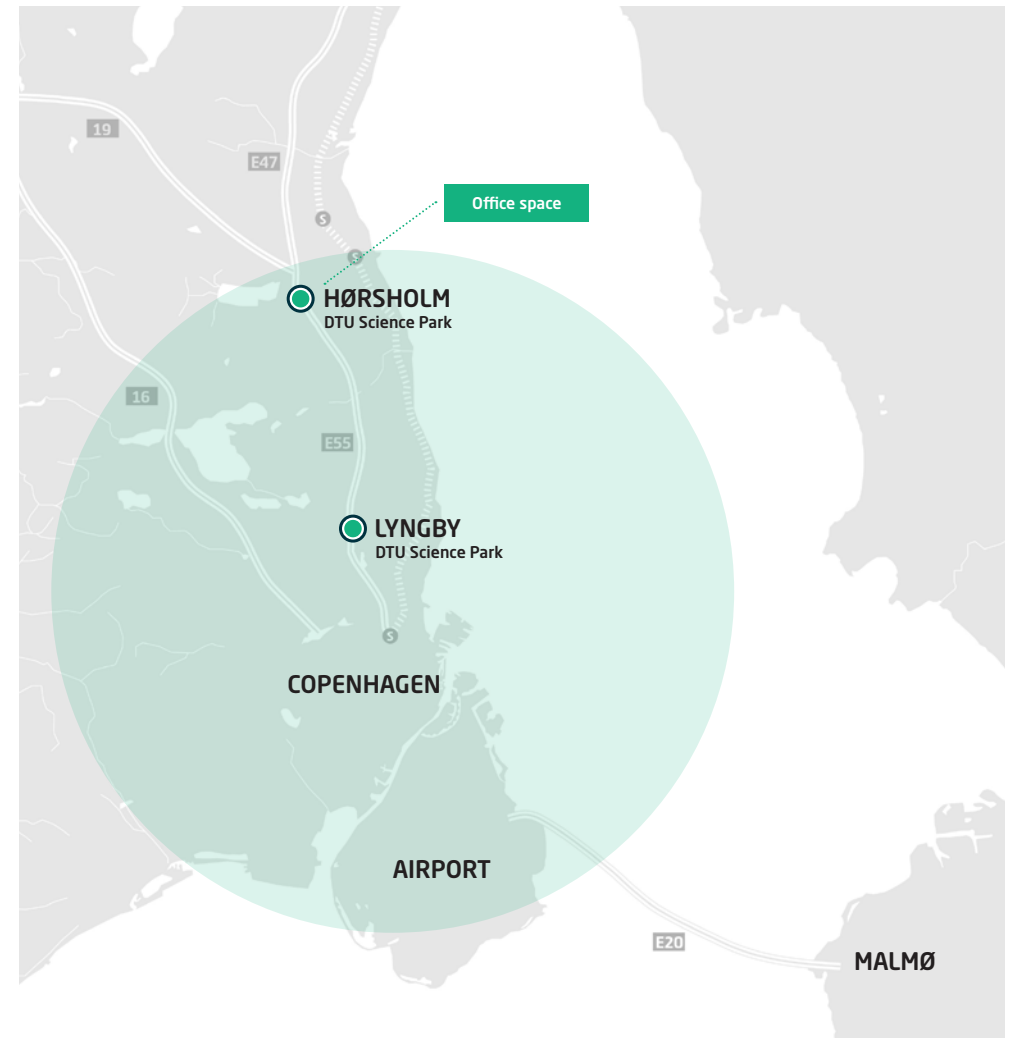 19
E47
S
Office space
S
HØRSHOLM
DTU Science Park
16
E55
LYNGBY
DTU Science Park
S
COPENHAGEN
AIRPORT
E20
MALMØ